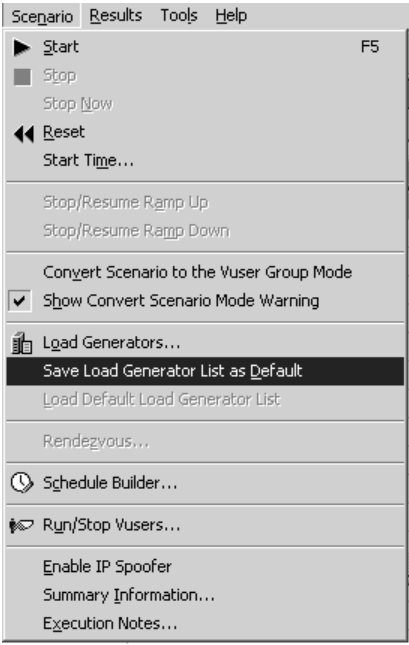 Scenario Results Tools Help
Start F5
Stop
Stop Now
Reset
Start Time...
Stop/Resume Ramp Up
Stop/Resume Ramp Down
Convert Scenario to the Vuser Group Mode
Show Convert Scenario Mode Warning
Load Generators...
Save Load Generator List as Default
Load Default Load Generator List
Rendezvous...
Schedule Builder...
Run/Stop Vusers...
Enable IP Spoofer
Summary Information...
Execution Notes...